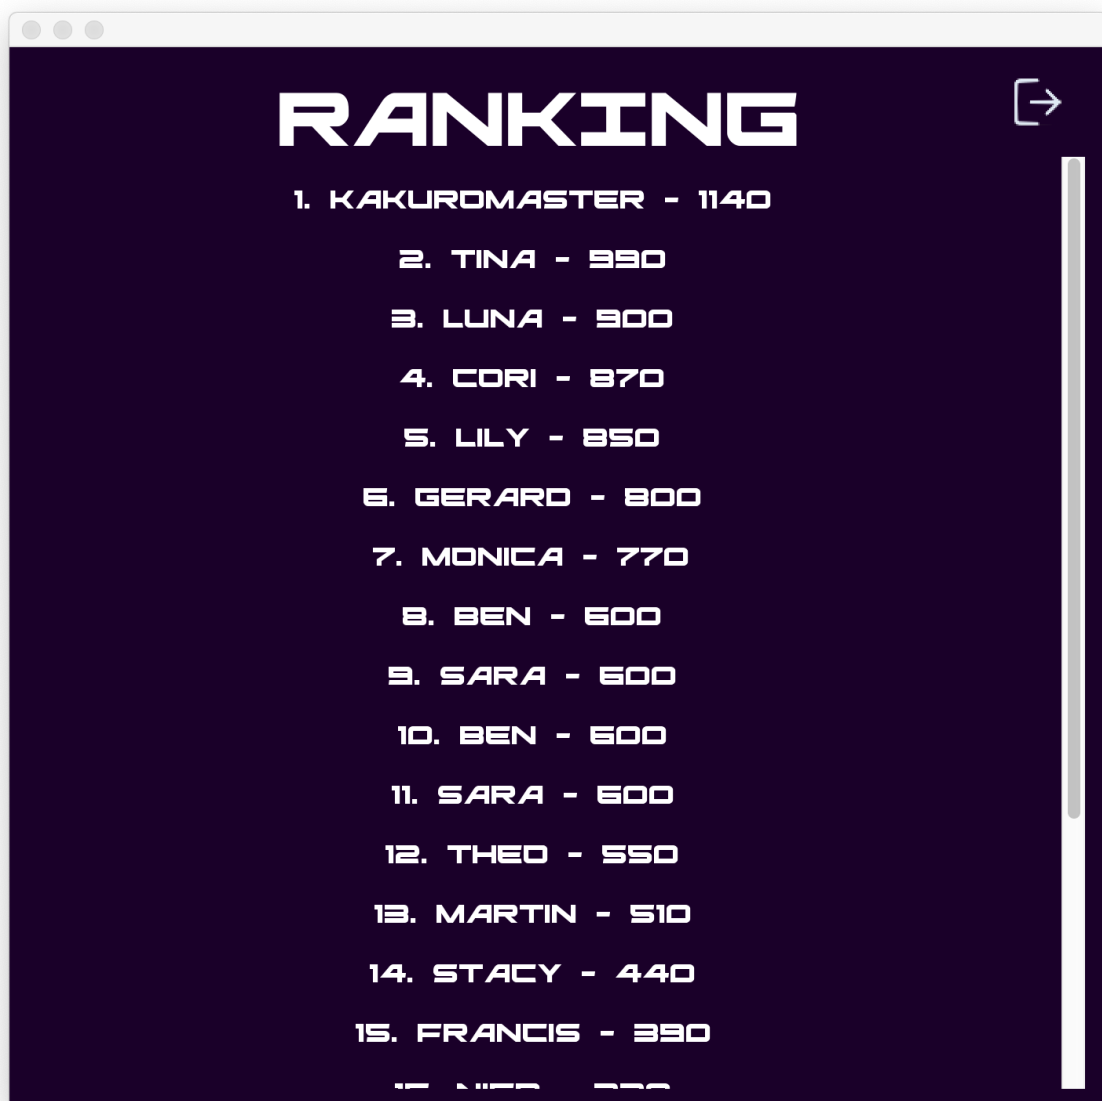 RANKING
1. KAKUROMASTER - 1140
2. TINA - 990
3. LUNA - 900
4. CORI - 870
5. LILY - 850
6. GERARD - 800
7. MONICA - 770
8. BEN - 600
9. SARA - 600
10. BEN - 600
11. SARA - 600
12. THEO - 550
13. MARTIN - 510
14. STACY - 440
15. FRANCIS - 390